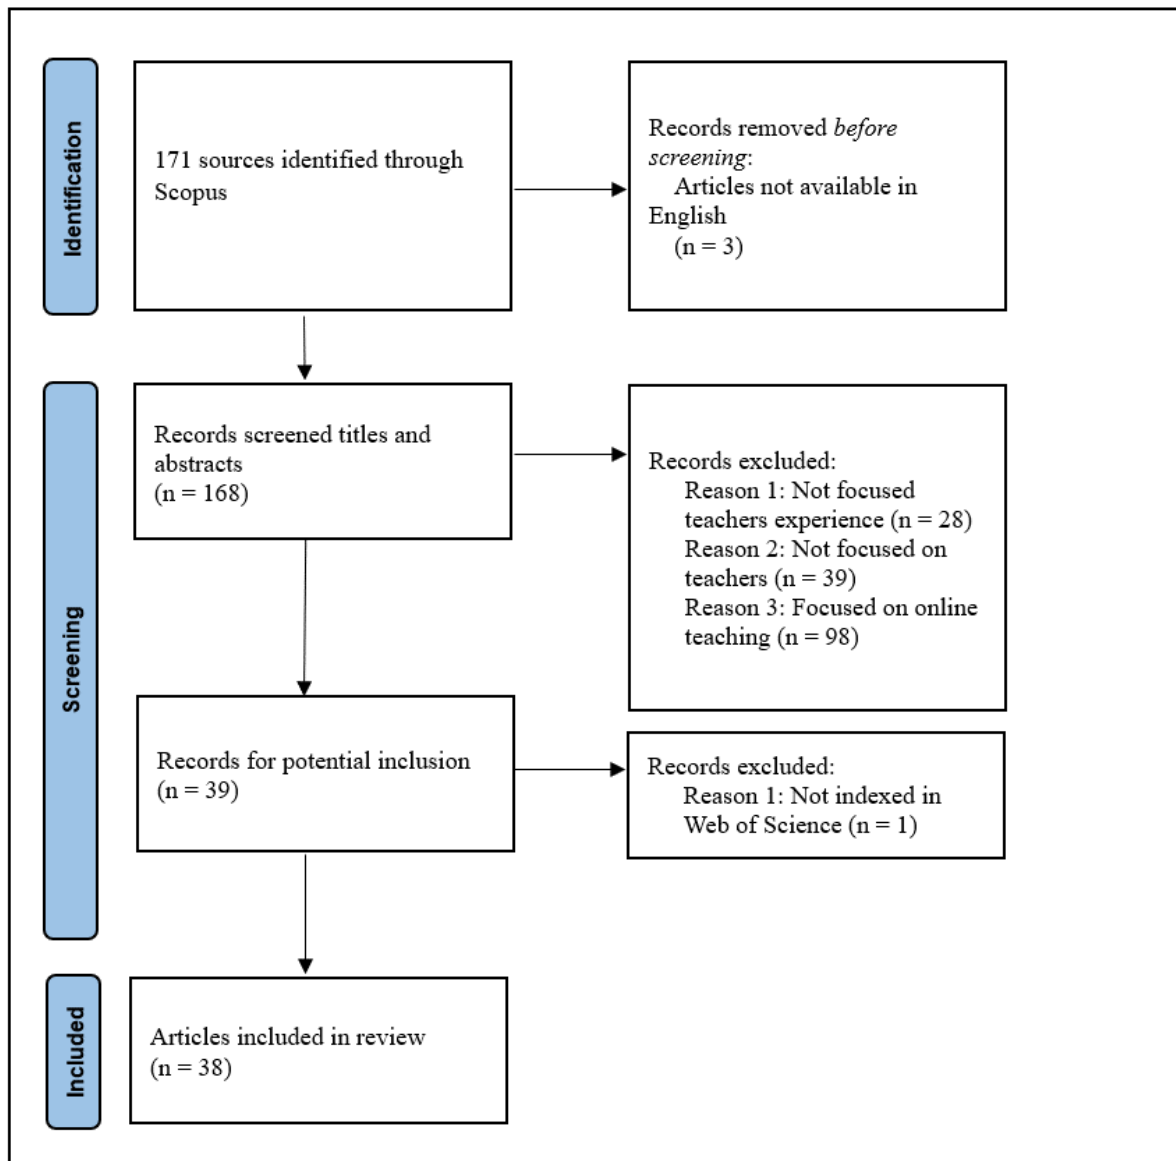 Identification
171 sources identified through
Scopus
Records removed before
screening:
Articles not available in
English
(n = 3)
Screening
Records screened titles and
abstracts
(n = 168)
Records excluded:
Reason 1: Not focused
teachers experience (n = 28)
Reason 2: Not focused on
teachers (n = 39)
Reason 3: Focused on online
teaching (n = 98)
Records for potential inclusion
(n = 39)
Records excluded:
Reason 1: Not indexed in
Web of Science (n = 1)
Included
Articles included in review
(n = 38)